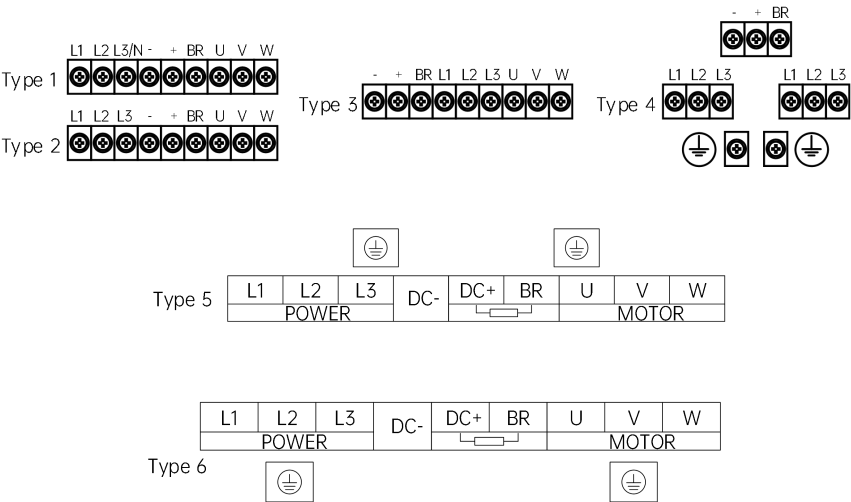 L1 L2 L3/N - + BR U V W
Type 1
L1 L2 L3 - + BR U V W
Type 2
- + BR L1 L2 L3 U V W
Type 3
- + BR
L1 L2 L3 L1 L2 L3
Type 4
Type 5
L1 L2 L3 DC- DC+ BR U V W
POWER MOTOR
L1 L2 L3 DC- DC+ BR U V W
POWER MOTOR
Type 6